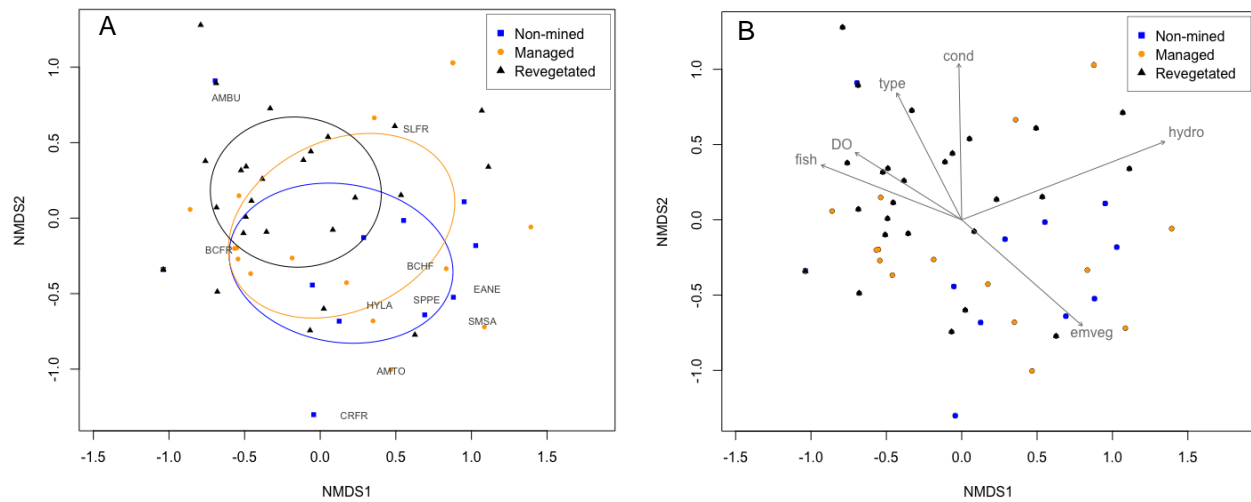 A
Non-mined
Managed
Revegetated
AMBU
SLFR
BCFR
BCHF
EANE
HYLA
SPPE
SMSA
AMTO
CRFR
NMDS2
1.0
0.5
0.0
-0.5
-1.0
-1.5
-1.0
-0.5
0.0
0.5
1.0
1.5
NMDS1
B
Non-mined
Managed
Revegetated
cond
type
hydro
DO
fish
emveg
NMDS2
1.0
0.5
0.0
-0.5
-1.0
-1.5
-1.0
-0.5
0.0
0.5
1.0
1.5
NMDS1